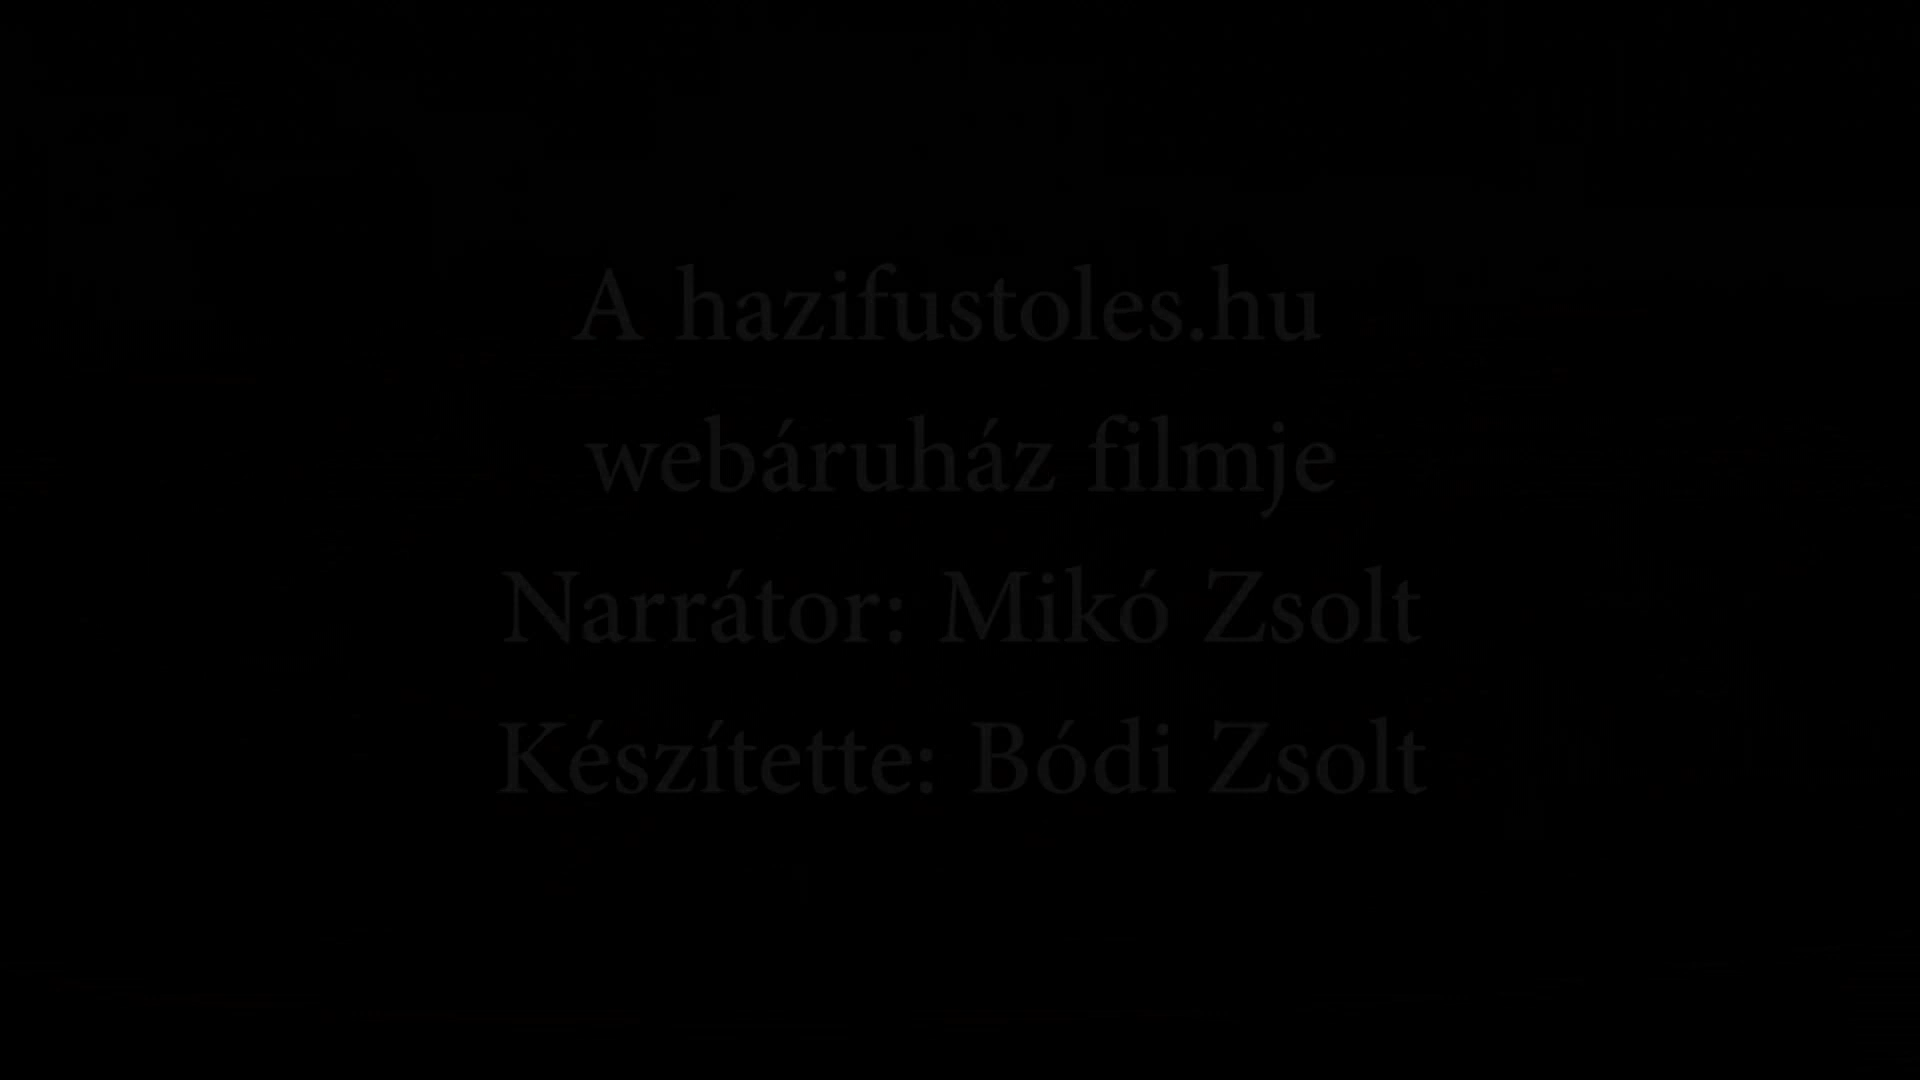 A hazifustoles.hu
webáruház filmje
Narrátor: Mikó Zsolt
Készítette: Bódi Zsolt